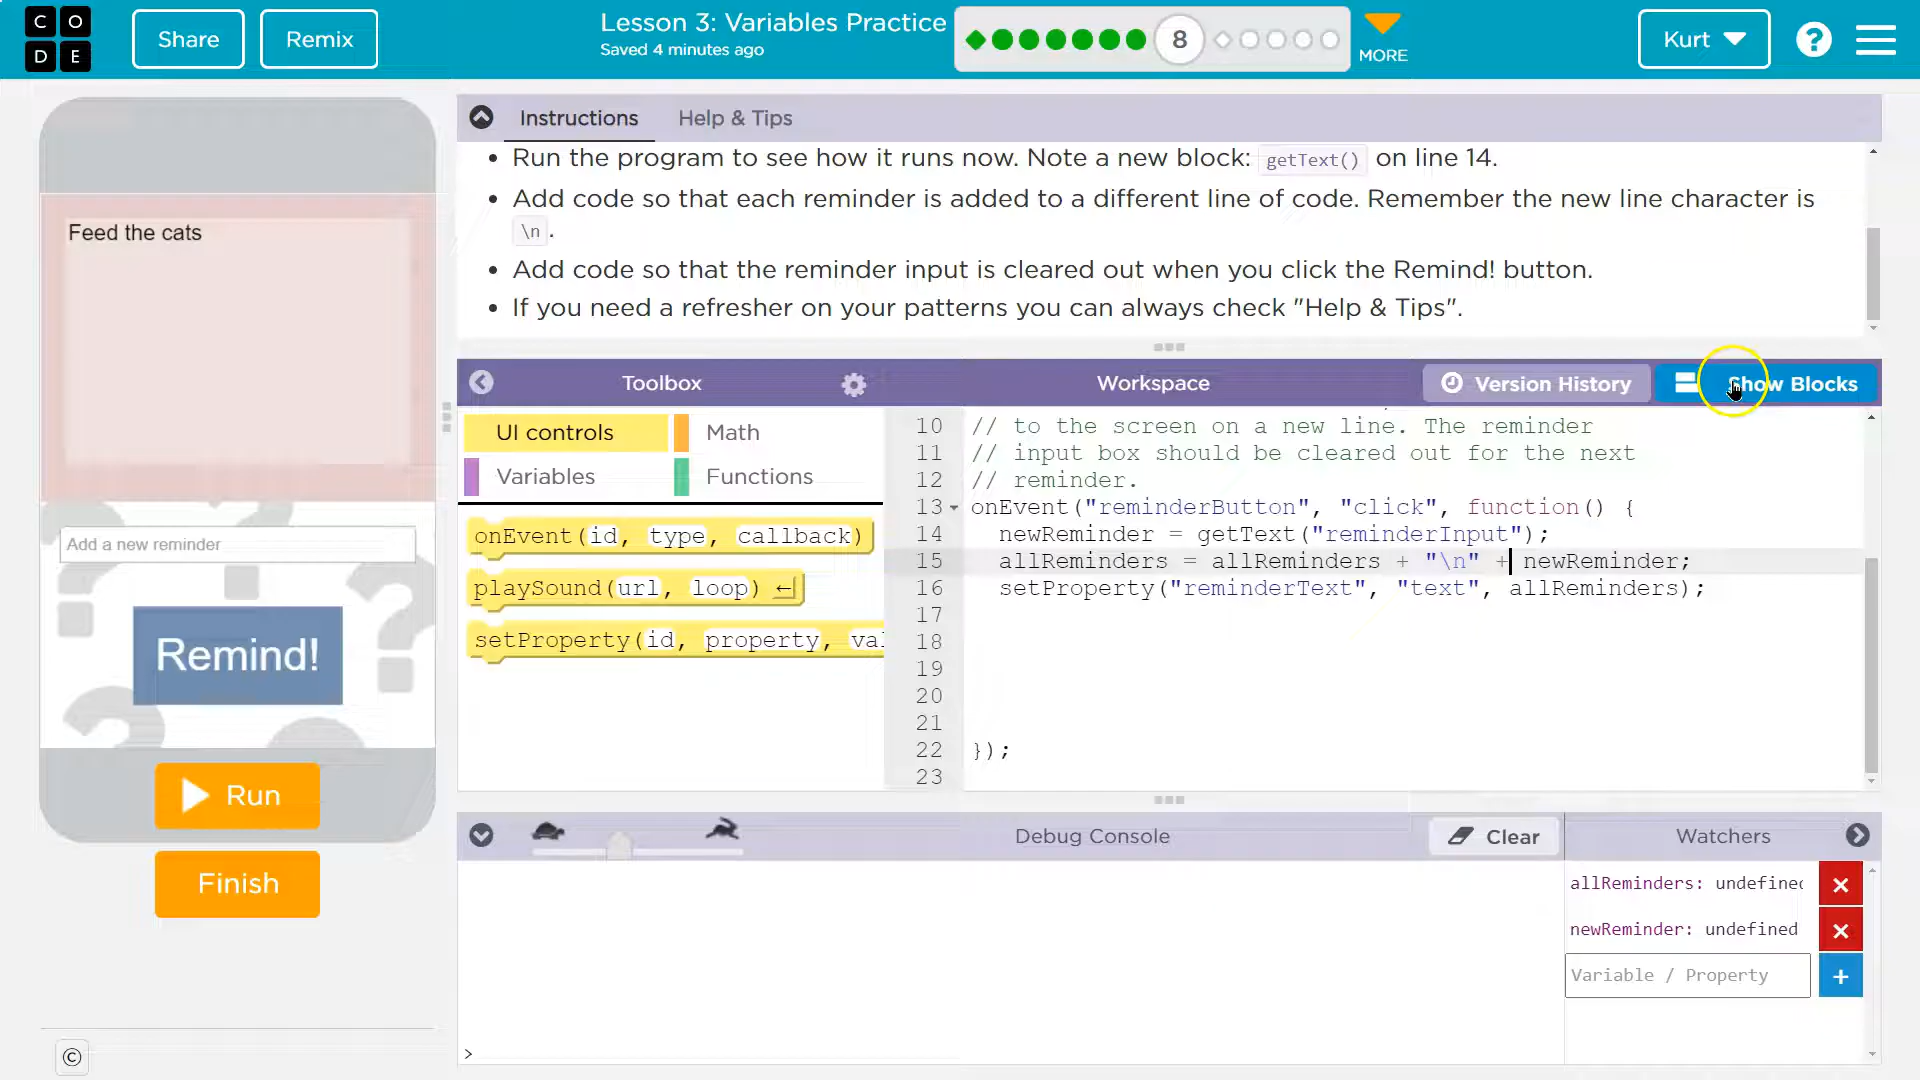 CO
DE
Share
Remix
Lesson 3: Variables Practice
Saved 4 minutes ago
8
MORE
Kurt
?
Instructions
Help & Tips
Run the program to see how it runs now. Note a new block: getText() on line 14.
Add code so that each reminder is added to a different line of code. Remember the new line character is
\n.
Add code so that the reminder input is cleared out when you click the Remind! button.
If you need a refresher on your patterns you can always check "Help & Tips".
Feed the cats
Add a new reminder
Remind!
Run
Finish
©
Toolbox
Workspace
Version History
Show Blocks
UI controls
Math
Variables
Functions
onEvent(id, type, callback)
playSound(url, loop)
setProperty(id, property, val
10 // to the screen on a new line. The reminder
11 // input box should be cleared out for the next
12 // reminder.
13 onEvent("reminderButton", "click", function() {
14 newReminder = getText("reminderInput");
15 allReminders = allReminders + "\n" + newReminder;
16 setProperty("reminderText", "text", allReminders);
17
18
19
20
21
22 });
23
Debug Console
Clear
Watchers
allReminders: undefined
newReminder: undefined
Variable / Property
>